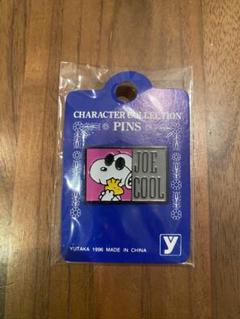 CHARACTER COLLECTION
PINS
JOE
COOL
YUTAKA 1996 MADE IN CHINA
y